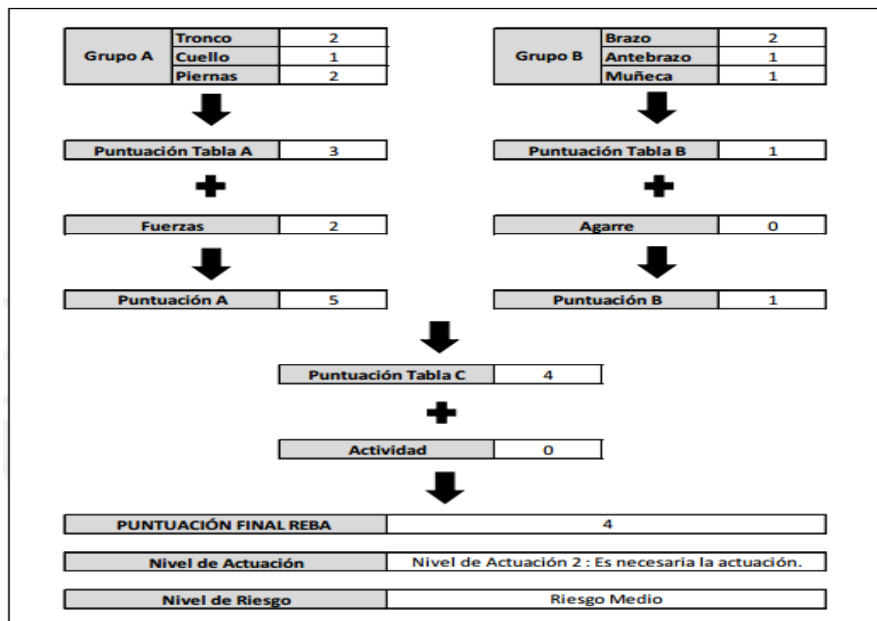 Grupo A
Tronco 2
Cuello 1
Piernas 2
Grupo B
Brazo 2
Antebrazo 1
Muñeca 1
Puntuación Tabla A 3
Puntuación Tabla B 1
Fuerzas 2
Agarre 0
Puntuación A 5
Puntuación B 1
Puntuación Tabla C 4
Actividad 0
PUNTUACIÓN FINAL REBA 4
Nivel de Actuación Nivel de Actuación 2 : Es necesaria la actuación.
Nivel de Riesgo Riesgo Medio